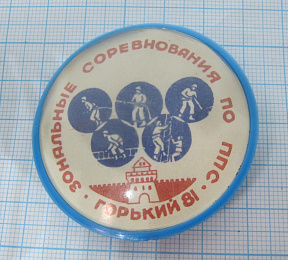 ЗОНАЛЬНЫЕ СОРЕВНОВАНИЯ ПО ППС
ГОРЬКИЙ 81